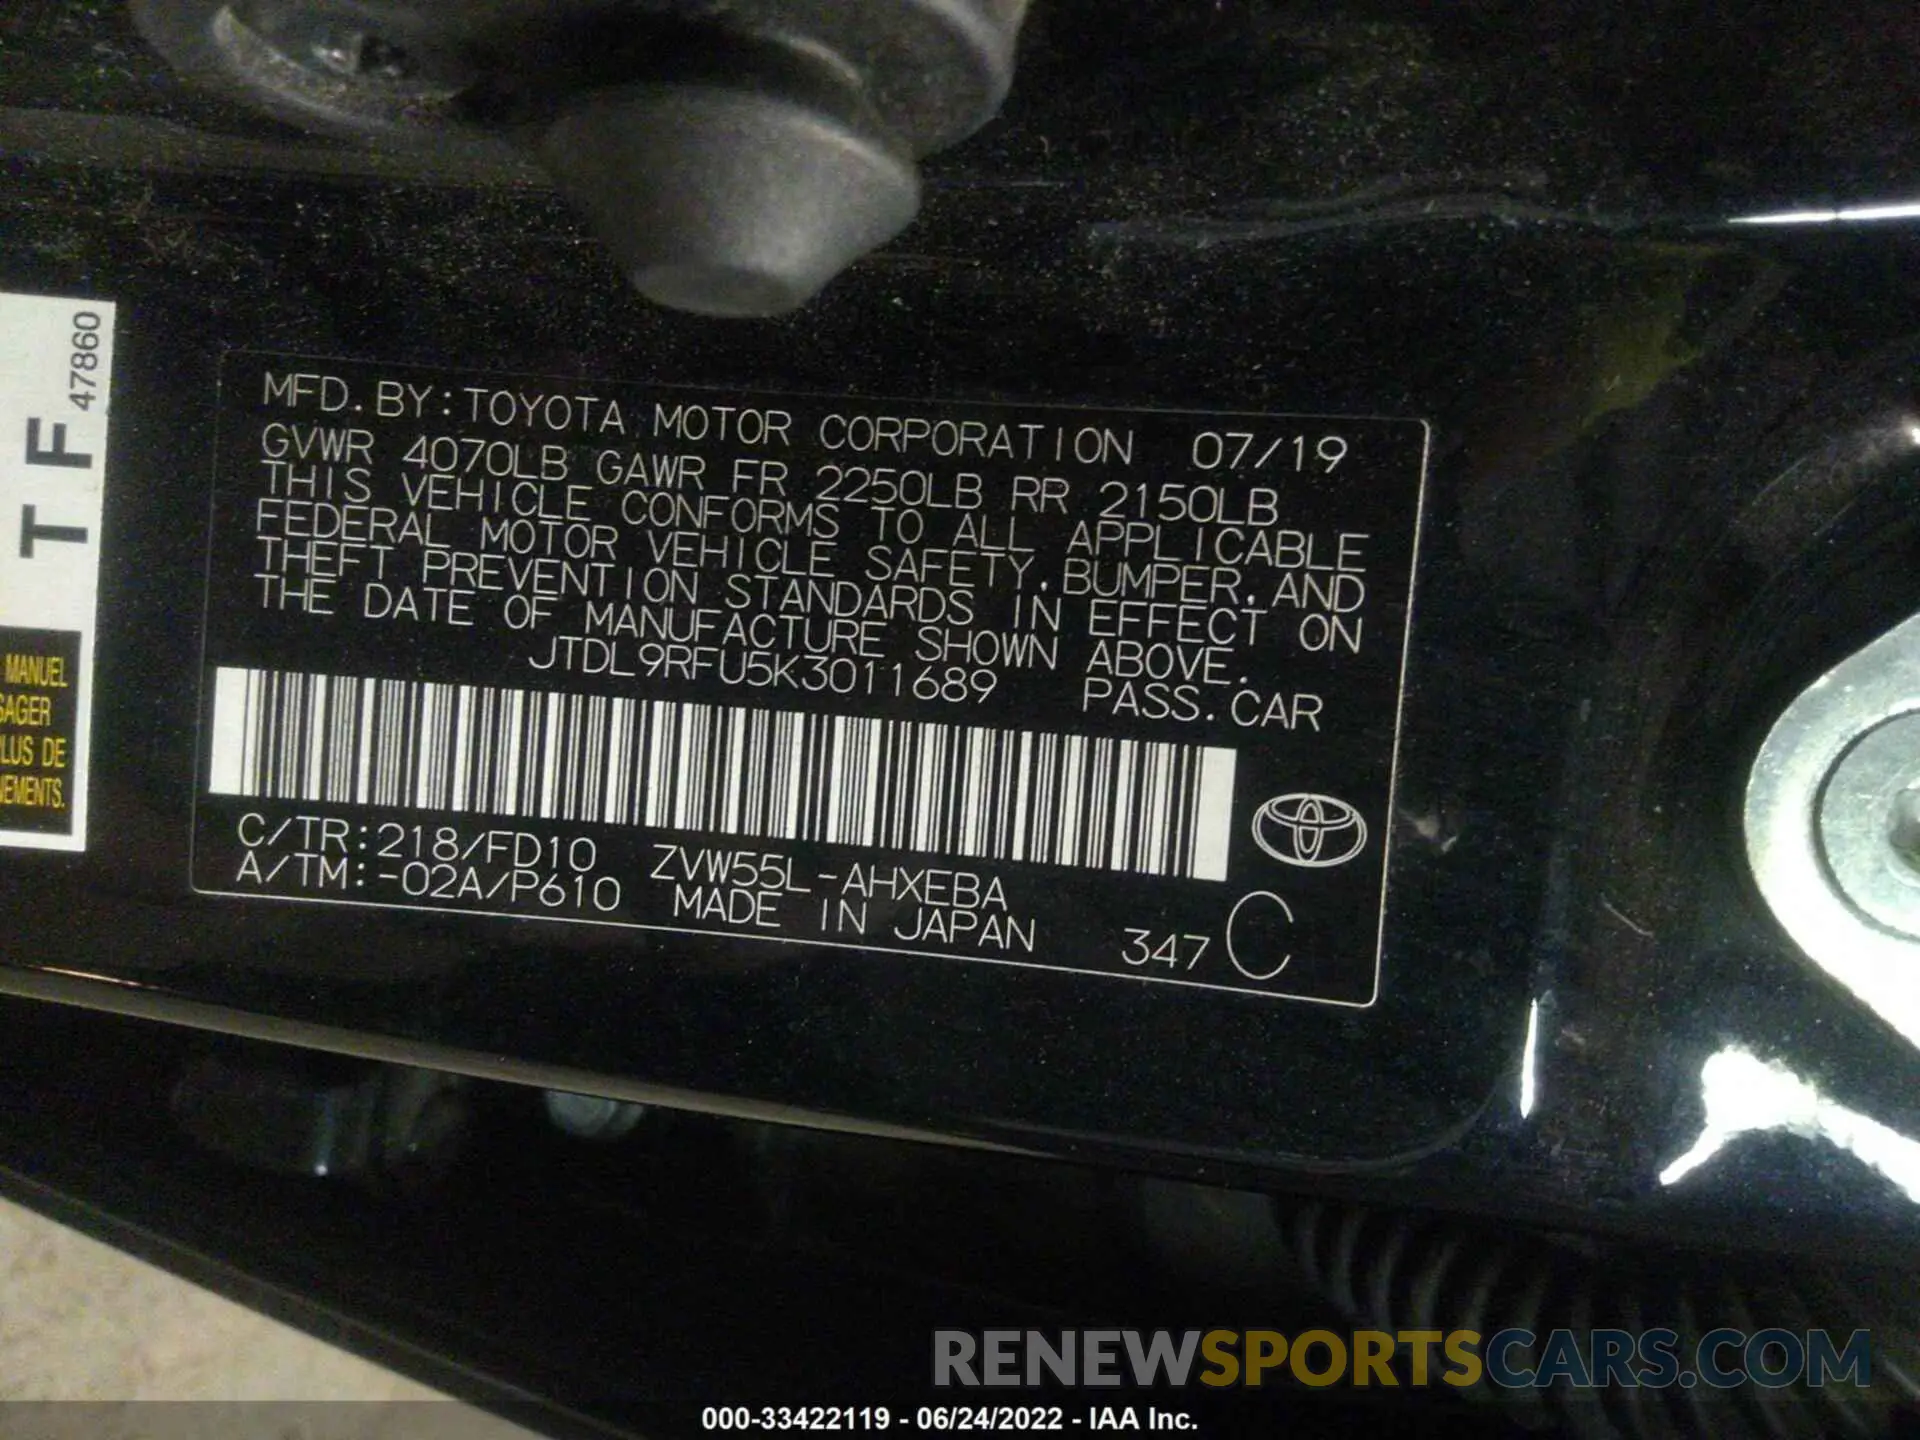 47860
T F
MANUEL
SAGER
PLUS DE
NEMENTS.
MFD. BY: TOYOTA MOTOR CORPORATION 07/19
GVWR 4070LB GAWR FR 2250LB RR 2150LB
THIS VEHICLE CONFORMS TO ALL APPLICABLE
FEDERAL MOTOR VEHICLE SAFETY, BUMPER, AND
THEFT PREVENTION STANDARDS IN EFFECT ON
THE DATE OF MANUFACTURE SHOWN ABOVE.
JTDL9RFU5K3011689 PASS. CAR
C/TR:218/FD10 ZVW55L-AHXEBA
A/TM:-02A/P610 MADE IN JAPAN 347 C
RENEWSPORTSCARS.COM
000-33422119 - 06/24/2022 - IAA Inc.